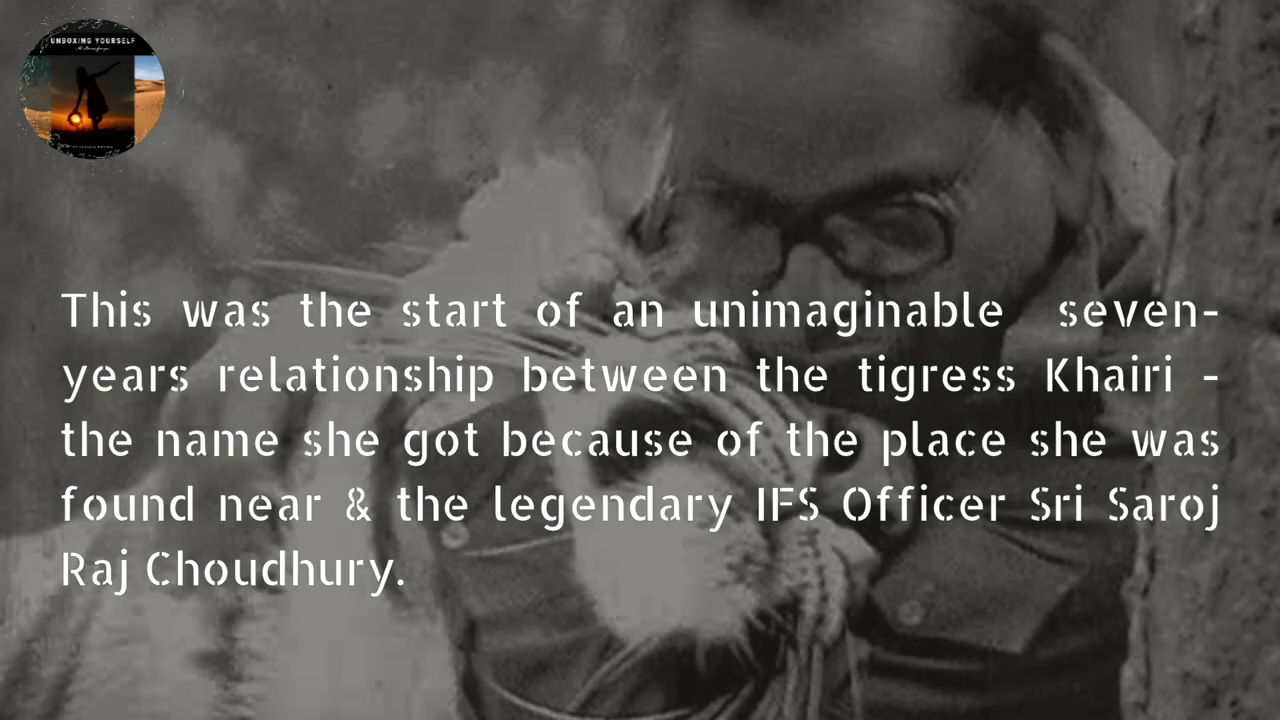 UNBOXING YOURSELF
This was the start of an unimaginable seven-
years relationship between the tigress Khairi -
the name she got because of the place she was
found near & the legendary IFS Officer Sri Saroj
Raj Choudhury.